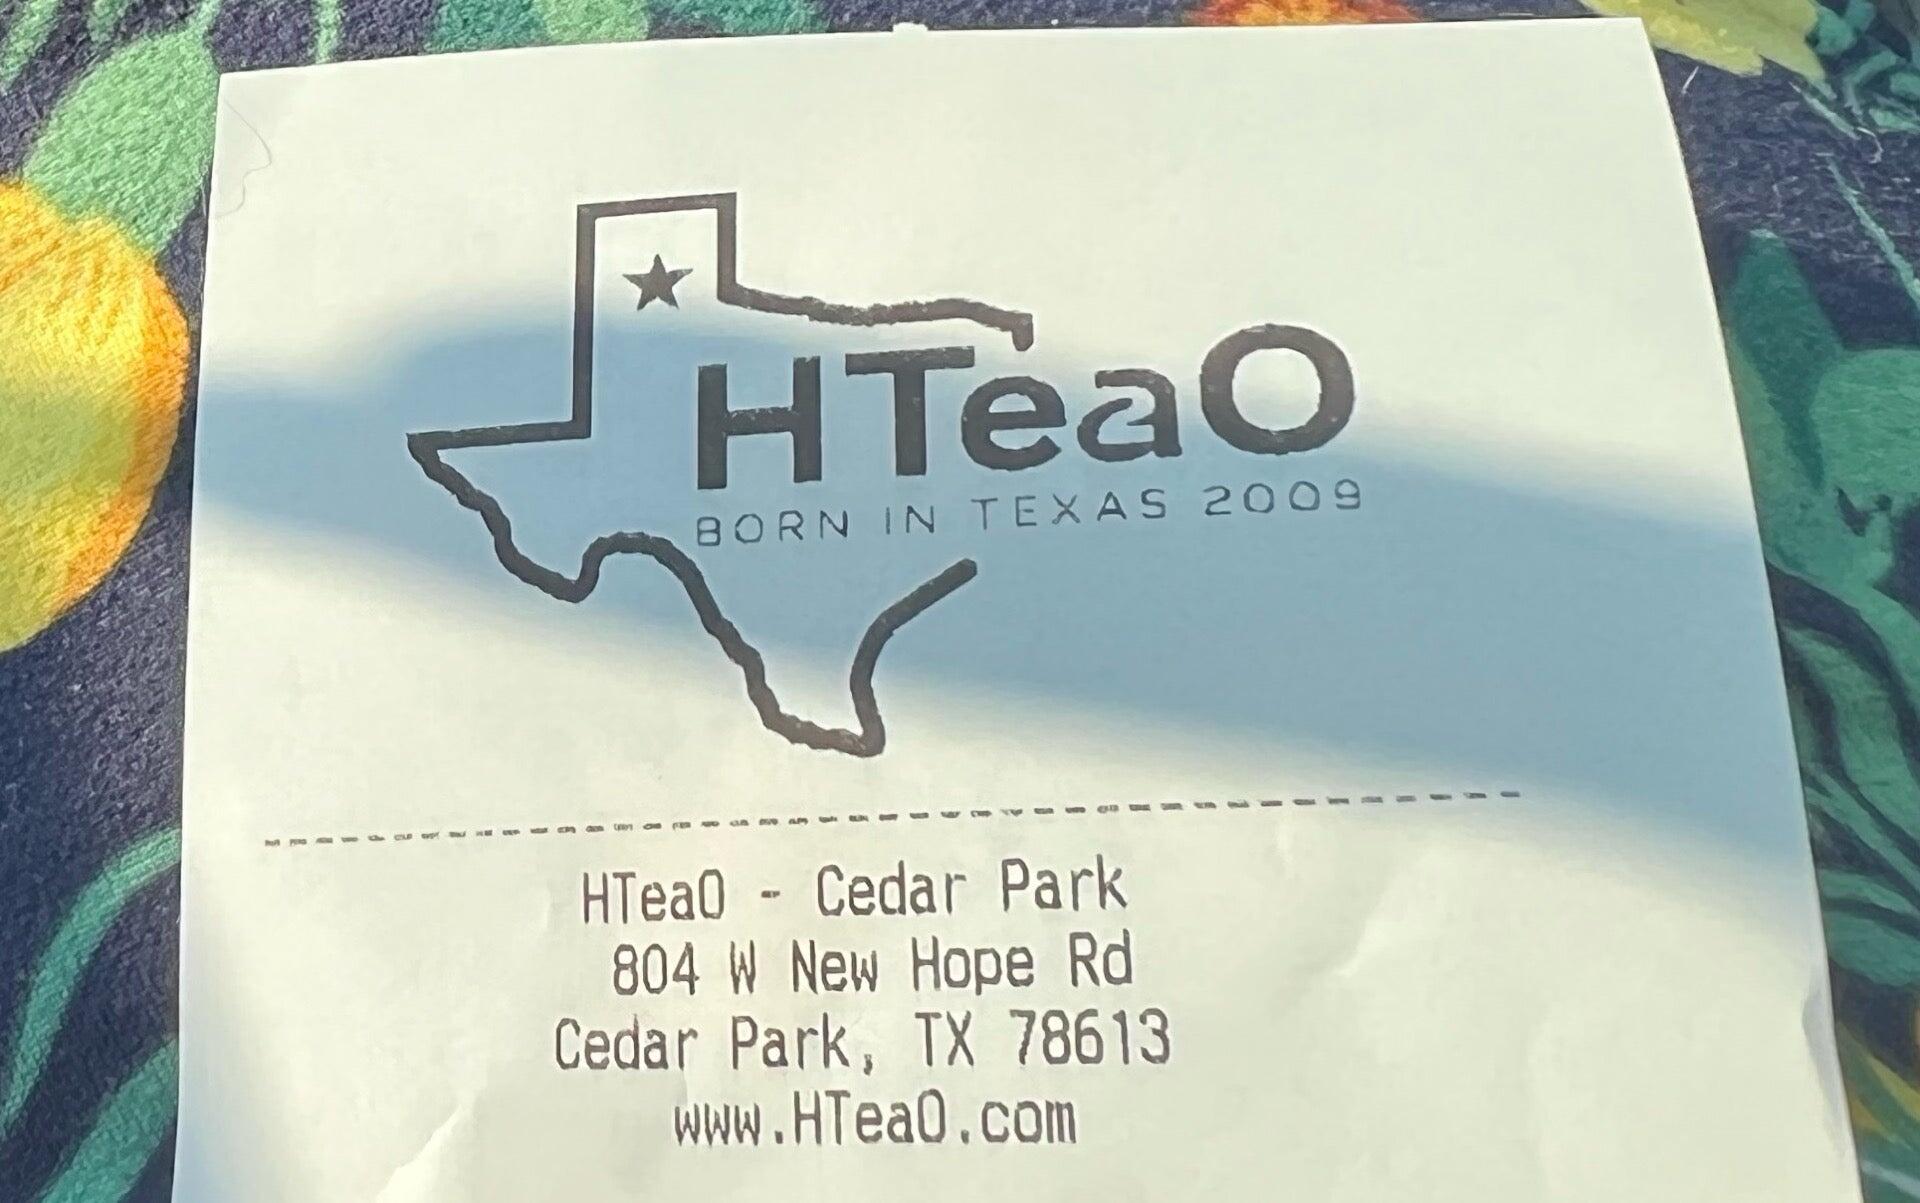 HTeaO
BORN IN TEXAS 2009
HTeaO - Cedar Park
804 W New Hope Rd
Cedar Park, TX 78613
www.HTeaO.com